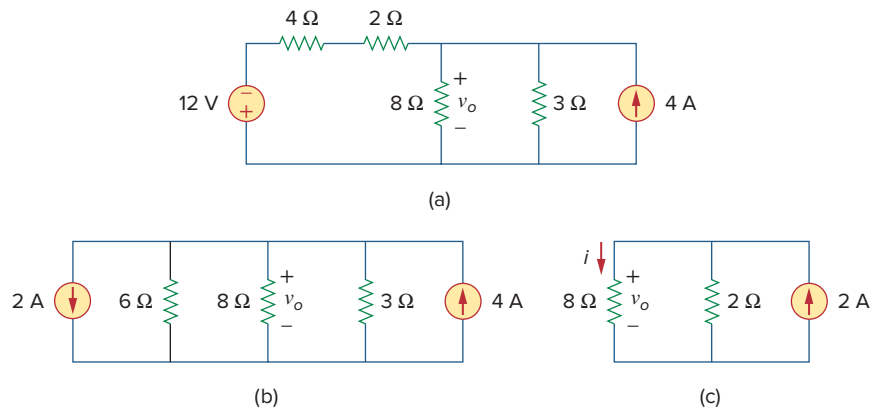 4 Ω 2 Ω
12 V − + 8 Ω + vo − 3 Ω 4 A
(a)
2 A 6 Ω 8 Ω + vo − 3 Ω 4 A
(b)
i
8 Ω + vo − 2 Ω 2 A
(c)